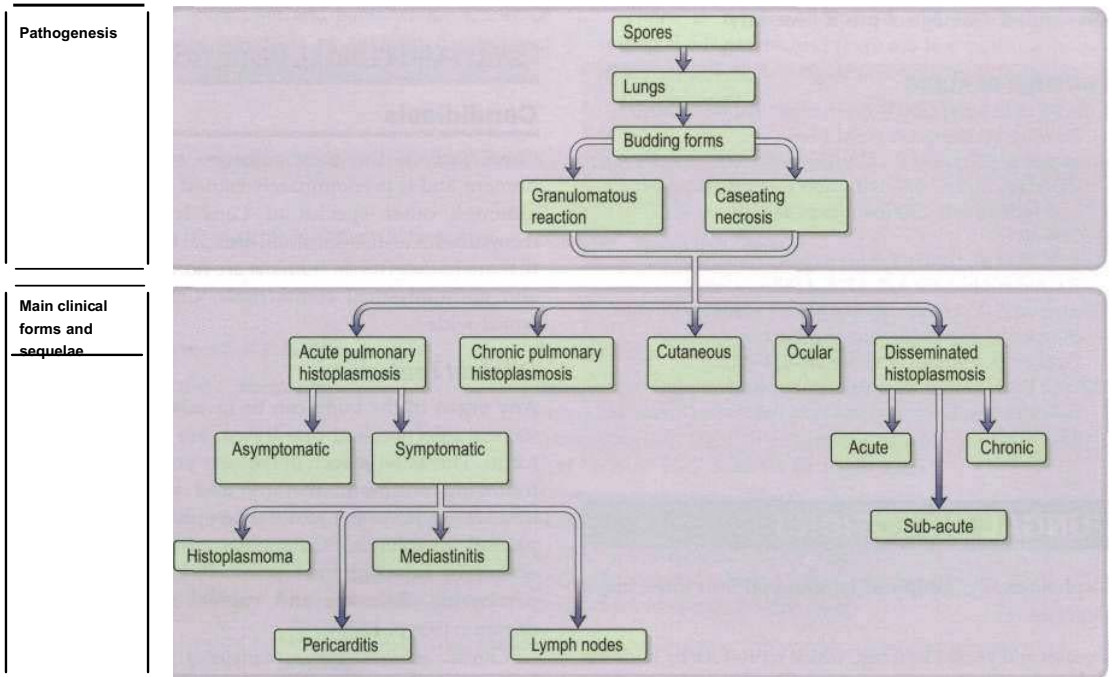 Pathogenesis
Spores
Lungs
Budding forms
Granulomatous
reaction
Caseating
necrosis
Main clinical
forms and
sequelae
Acute pulmonary
histoplasmosis
Chronic pulmonary
histoplasmosis
Cutaneous
Ocular
Disseminated
histoplasmosis
Asymptomatic
Symptomatic
Acute
Chronic
Sub-acute
Histoplasmoma
Mediastinitis
Pericarditis
Lymph nodes
Candidiasis